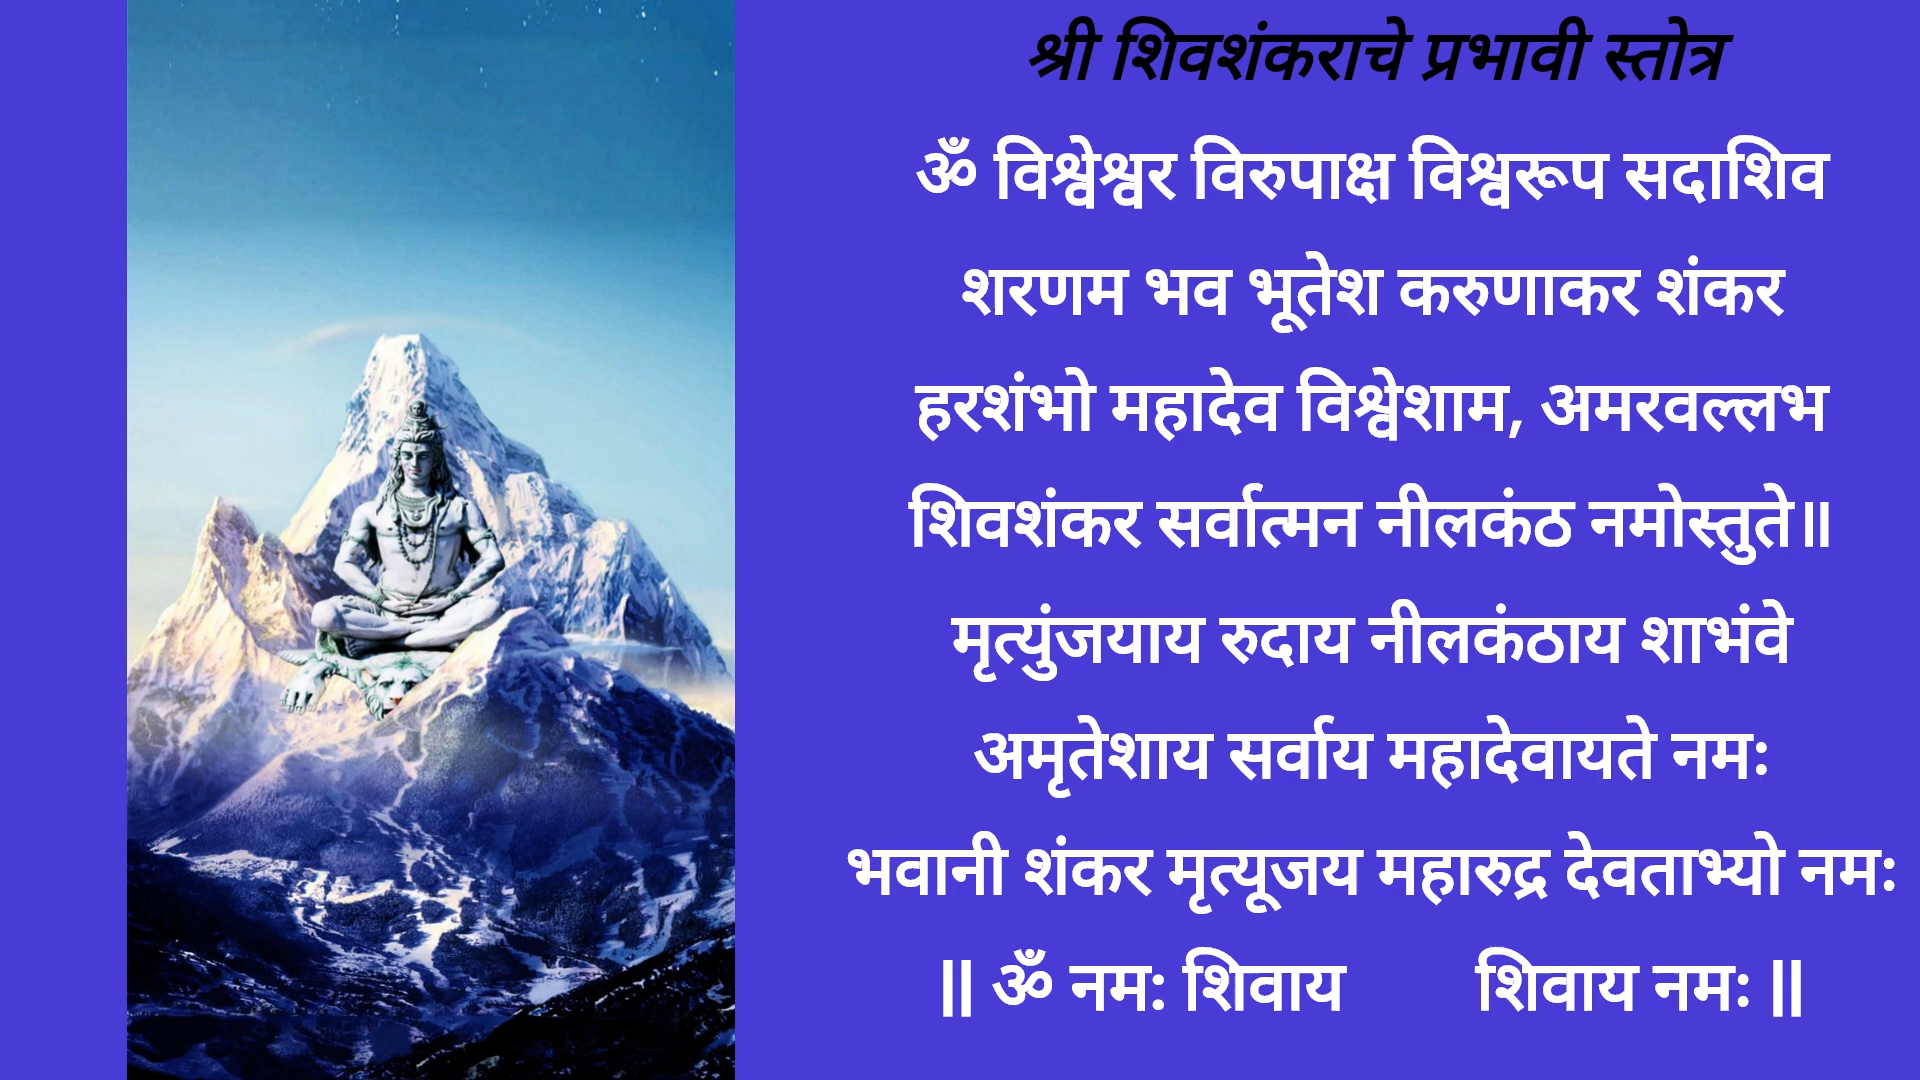 श्री शिवशंकराचे प्रभावी स्तोत्र
ॐ विश्वेश्वर विरुपाक्ष विश्वरूप सदाशिव
शरणम भव भूतेश करुणाकर शंकर
हरशंभो महादेव विश्वेशाम, अमरवल्लभ
शिवशंकर सर्वात्मन नीलकंठ नमोस्तुते॥
मृत्युंजयाय रुदाय नीलकंठाय शाभंवे
अमृतेशाय सर्वाय महादेवायते नमः
भवानी शंकर मृत्यूजय महारुद्र देवताभ्यो नमः
॥ ॐ नम: शिवाय शिवाय नमः ॥